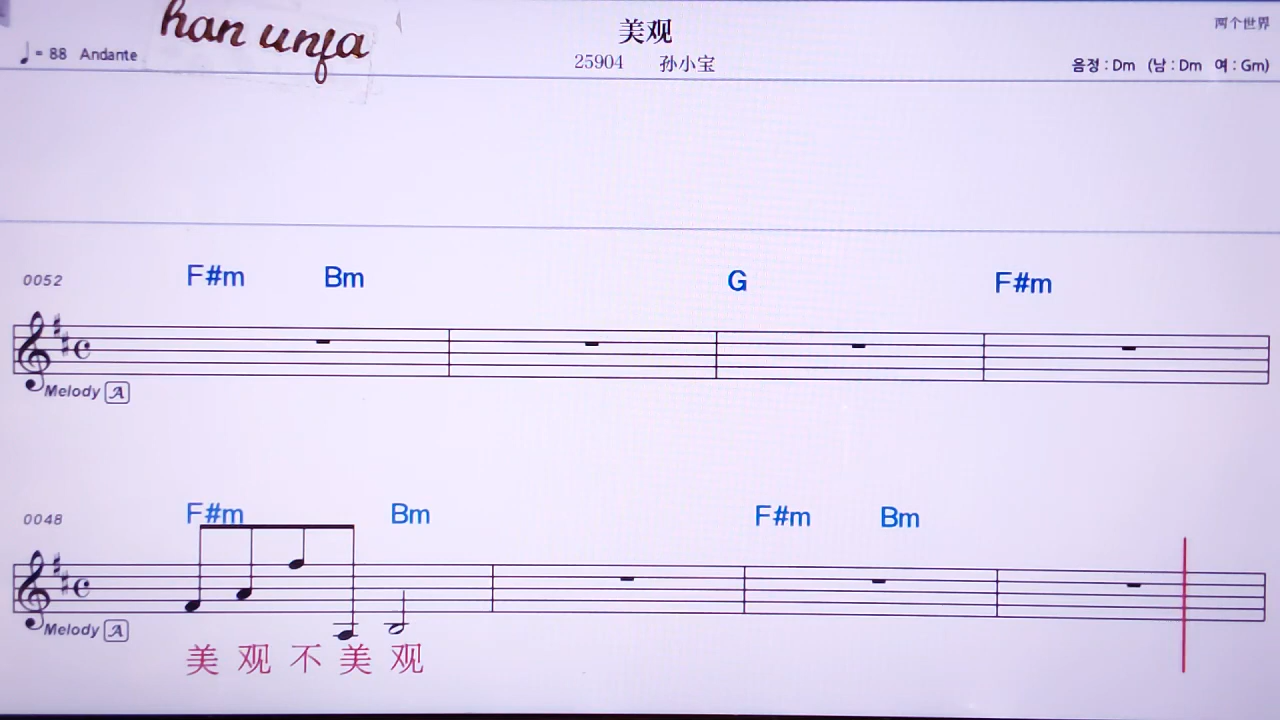 han unfa
美观
两个世界
♩= 88 Andante
25904 孙小宝
음정 : Dm (남 : Dm 여 : Gm)
0052 F#m Bm G F#m
Melody A
0048 F#m Bm F#m Bm
Melody A
美 观 不 美 观